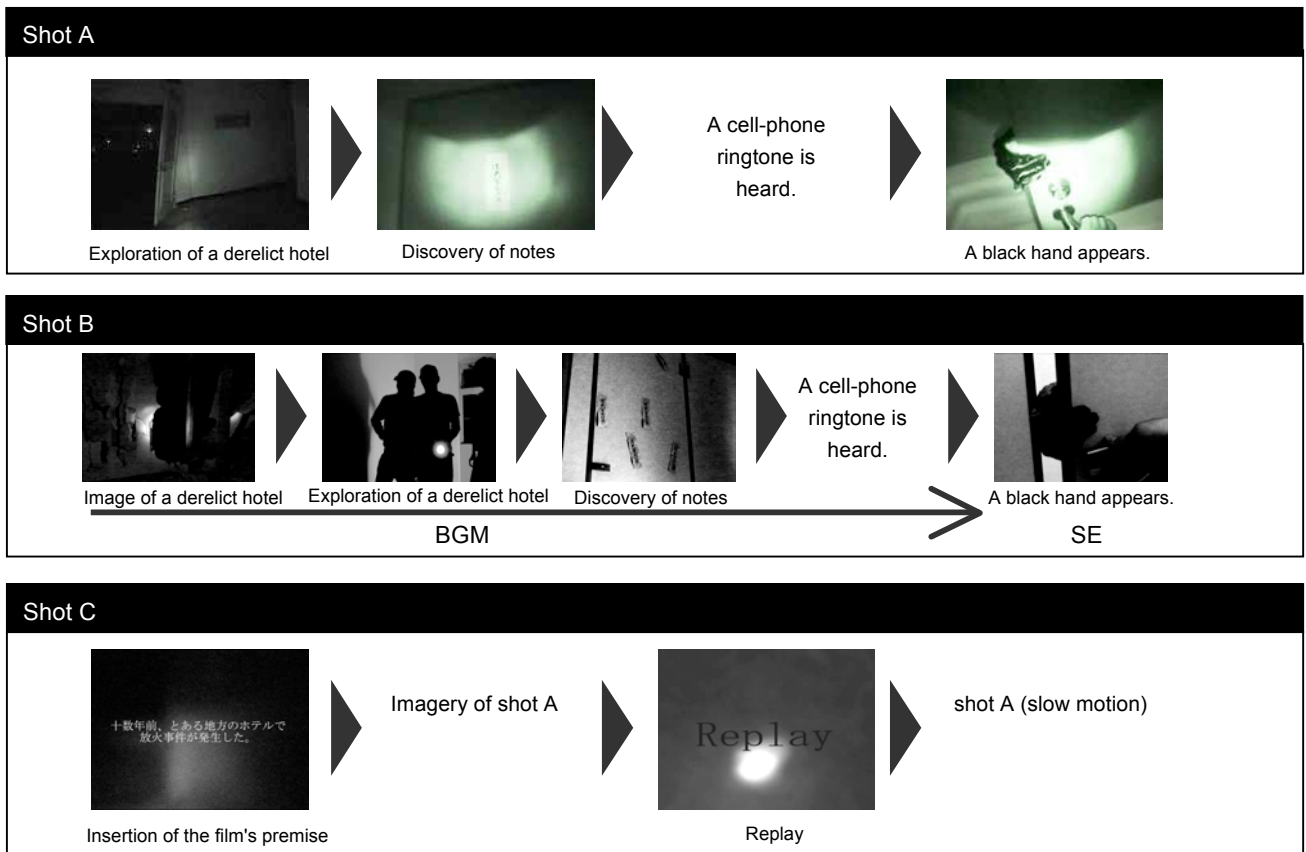 Shot A
A cell-phone
ringtone is
heard.
Exploration of a derelict hotel
Discovery of notes
A black hand appears.
Shot B
A cell-phone
ringtone is
heard.
Image of a derelict hotel
Exploration of a derelict hotel
Discovery of notes
A black hand appears.
BGM
SE
Shot C
十数年前、とある地方のホテルで
放火事件が発生した。
Imagery of shot A
Replay
shot A (slow motion)
Insertion of the film's premise
Replay